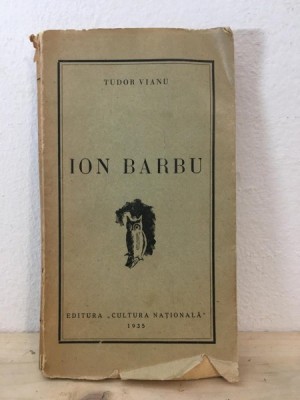 TUDOR VIANU
ION BARBU
EDITURA „CULTURA NAȚIONALĂ"
1935